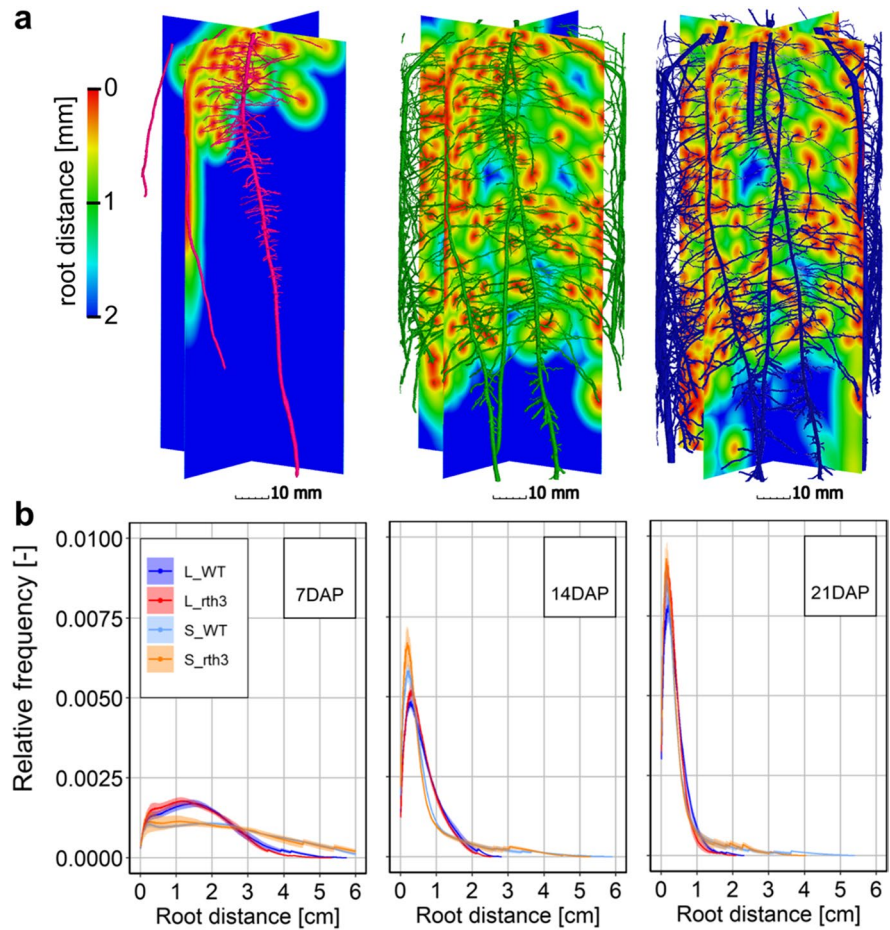 a
root distance [mm]
0
1
2
10 mm
10 mm
10 mm
b
Relative frequency [-]
0.0100
0.0075
0.0050
0.0025
0.0000
L_WT
L_rth3
S_WT
S_rth3
7DAP
14DAP
21DAP
0 1 2 3 4 5 6
0 1 2 3 4 5 6
0 1 2 3 4 5 6
Root distance [cm]
Root distance [cm]
Root distance [cm]